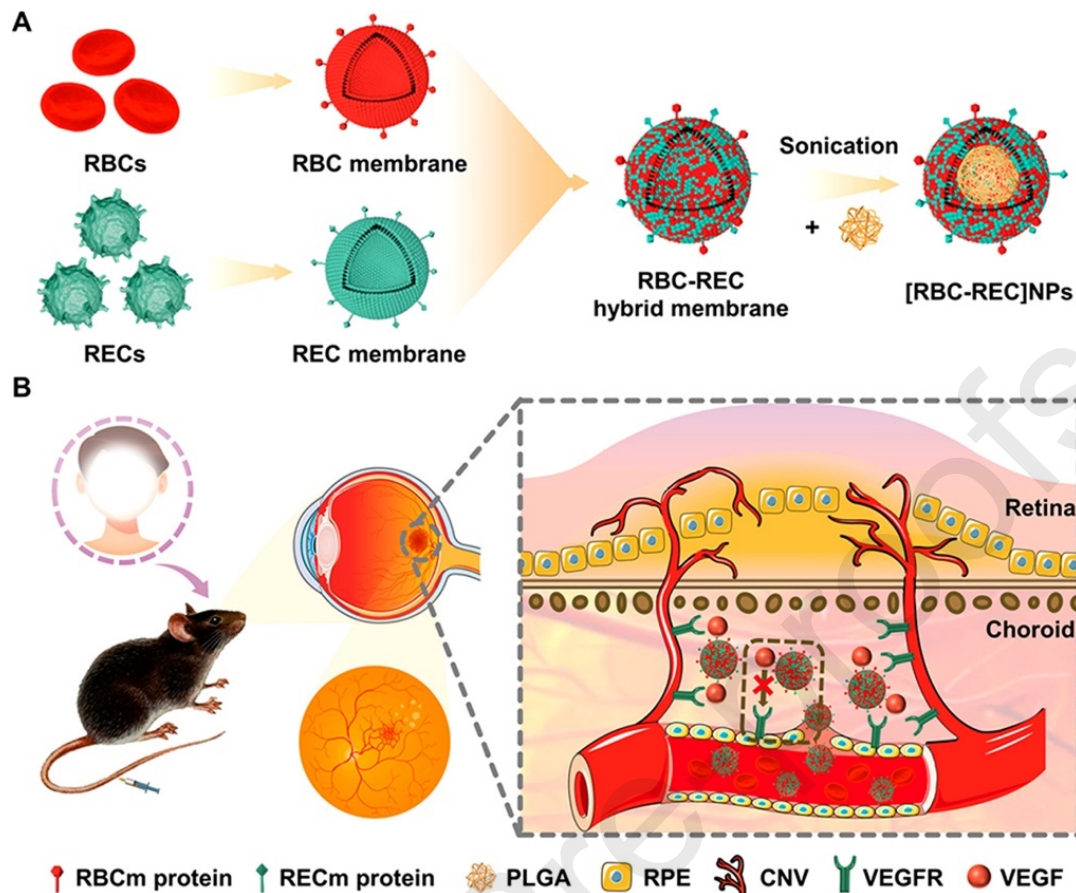 A
RBCs
RBC membrane
RECs
REC membrane
RBC-REC
hybrid membrane
Sonication
+
[RBC-REC]NPs
B
Retina
Choroid
RBCm protein
RECm protein
PLGA
RPE
CNV
VEGFR
VEGF